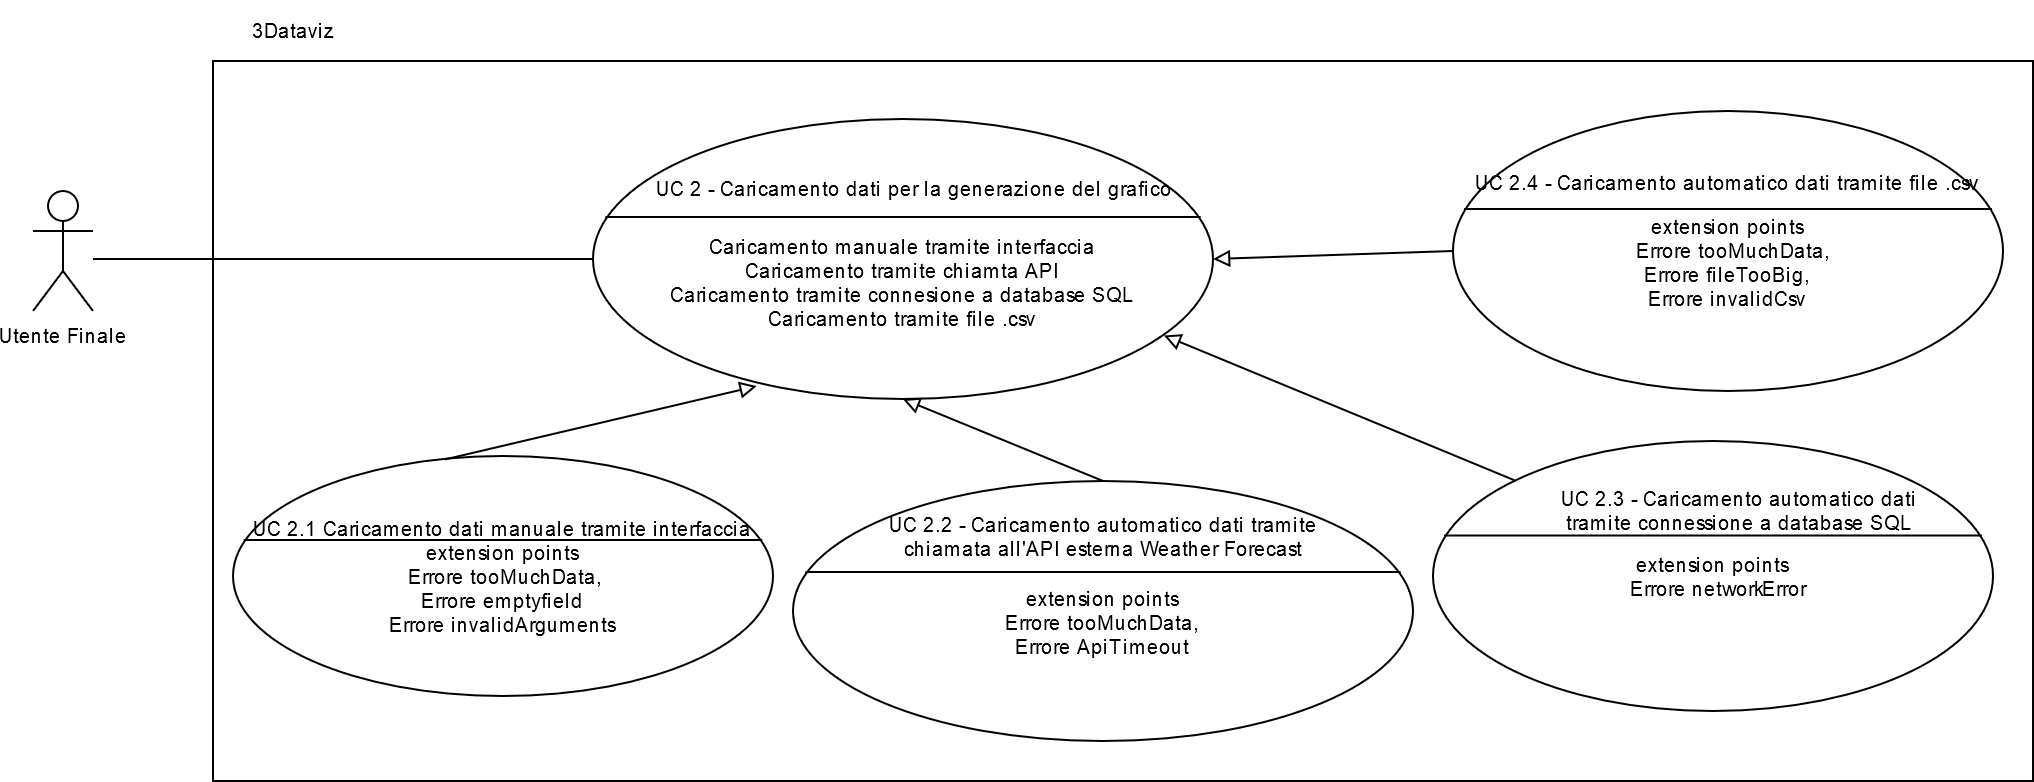 3Dataviz
Utente Finale
UC 2 - Caricamento dati per la generazione del grafico
Caricamento manuale tramite interfaccia
Caricamento tramite chiamta API
Caricamento tramite connesione a database SQL
Caricamento tramite file .csv
UC 2.4 - Caricamento automatico dati tramite file .csv
extension points
Errore tooMuchData,
Errore fileTooBig,
Errore invalidCsv
UC 2.1 Caricamento dati manuale tramite interfaccia
extension points
Errore tooMuchData,
Errore emptyfield
Errore invalidArguments
UC 2.2 - Caricamento automatico dati tramite
chiamata all'API esterna Weather Forecast
extension points
Errore tooMuchData,
Errore ApiTimeout
UC 2.3 - Caricamento automatico dati
tramite connessione a database SQL
extension points
Errore networkError